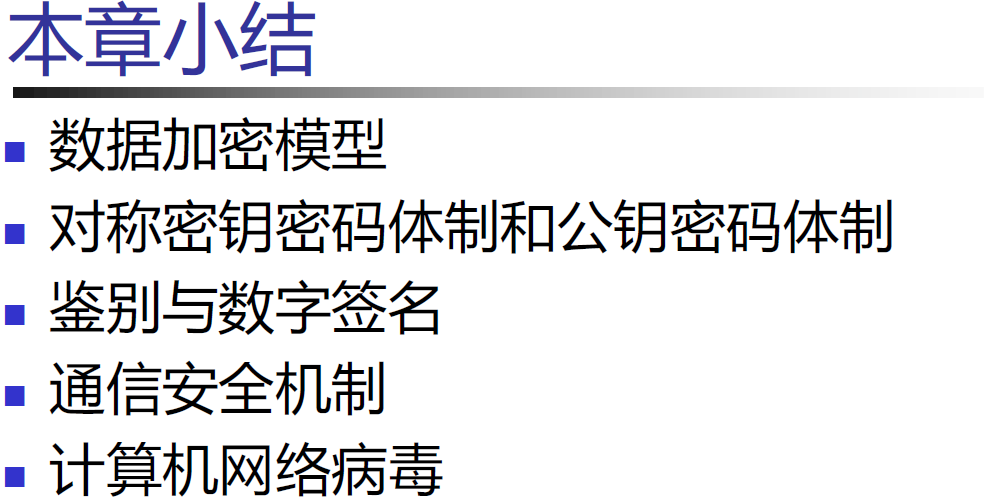 本章小结
数据加密模型
对称密钥密码体制和公钥密码体制
鉴别与数字签名
通信安全机制
计算机网络病毒